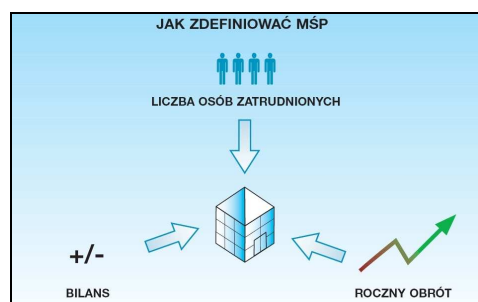 JAK ZDEFINIOWAĆ MŚP
LICZBA OSÓB ZATRUDNIONYCH
+/-
BILANS
ROCZNY OBRÓT